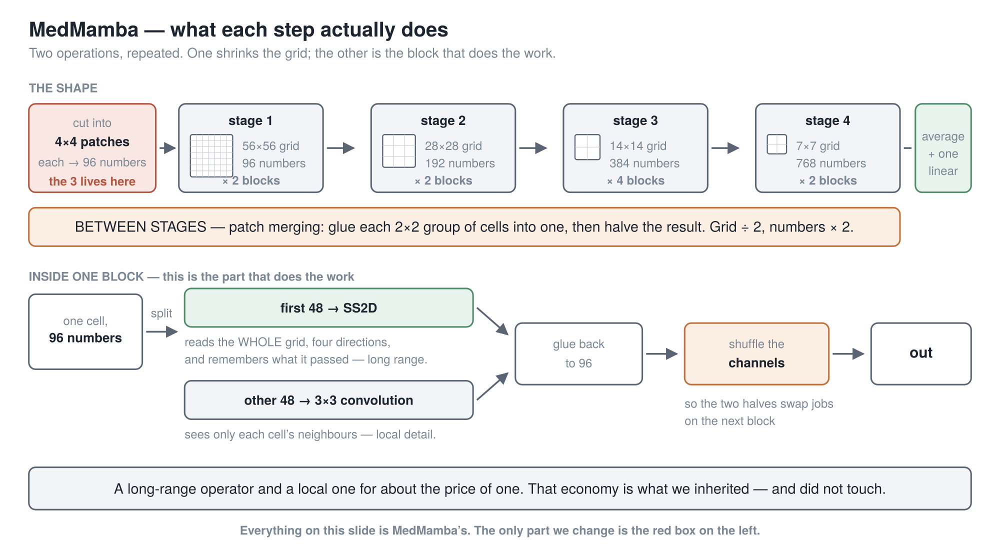 MedMamba — what each step actually does
Two operations, repeated. One shrinks the grid; the other is the block that does the work.
THE SHAPE
cut into
4×4 patches
each → 96 numbers
the 3 lives here
stage 1
56×56 grid
96 numbers
× 2 blocks
stage 2
28×28 grid
192 numbers
× 2 blocks
stage 3
14×14 grid
384 numbers
× 4 blocks
stage 4
7×7 grid
768 numbers
× 2 blocks
average
+ one
linear
BETWEEN STAGES — patch merging: glue each 2×2 group of cells into one, then halve the result. Grid ÷ 2, numbers × 2.
INSIDE ONE BLOCK — this is the part that does the work
one cell,
96 numbers
split
first 48 → SS2D
reads the WHOLE grid, four directions,
and remembers what it passed — long range.
other 48 → 3×3 convolution
sees only each cell’s neighbours — local detail.
glue back
to 96
shuffle the
channels
so the two halves swap jobs
on the next block
out
A long-range operator and a local one for about the price of one. That economy is what we inherited — and did not touch.
Everything on this slide is MedMamba’s. The only part we change is the red box on the left.